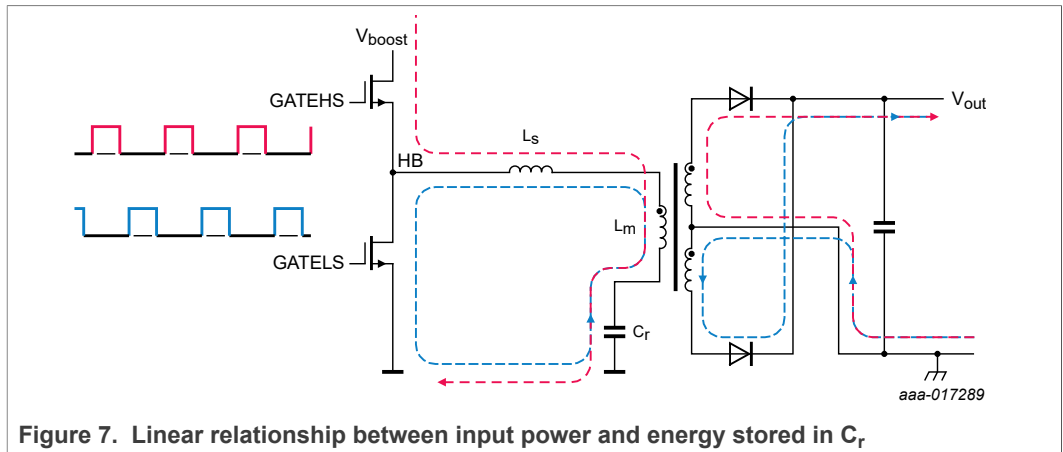 Vboost
GATEHS
Vout
Ls
HB
Lm
GATELS
Cr
aaa-017289
Figure 7. Linear relationship between input power and energy stored in Cr